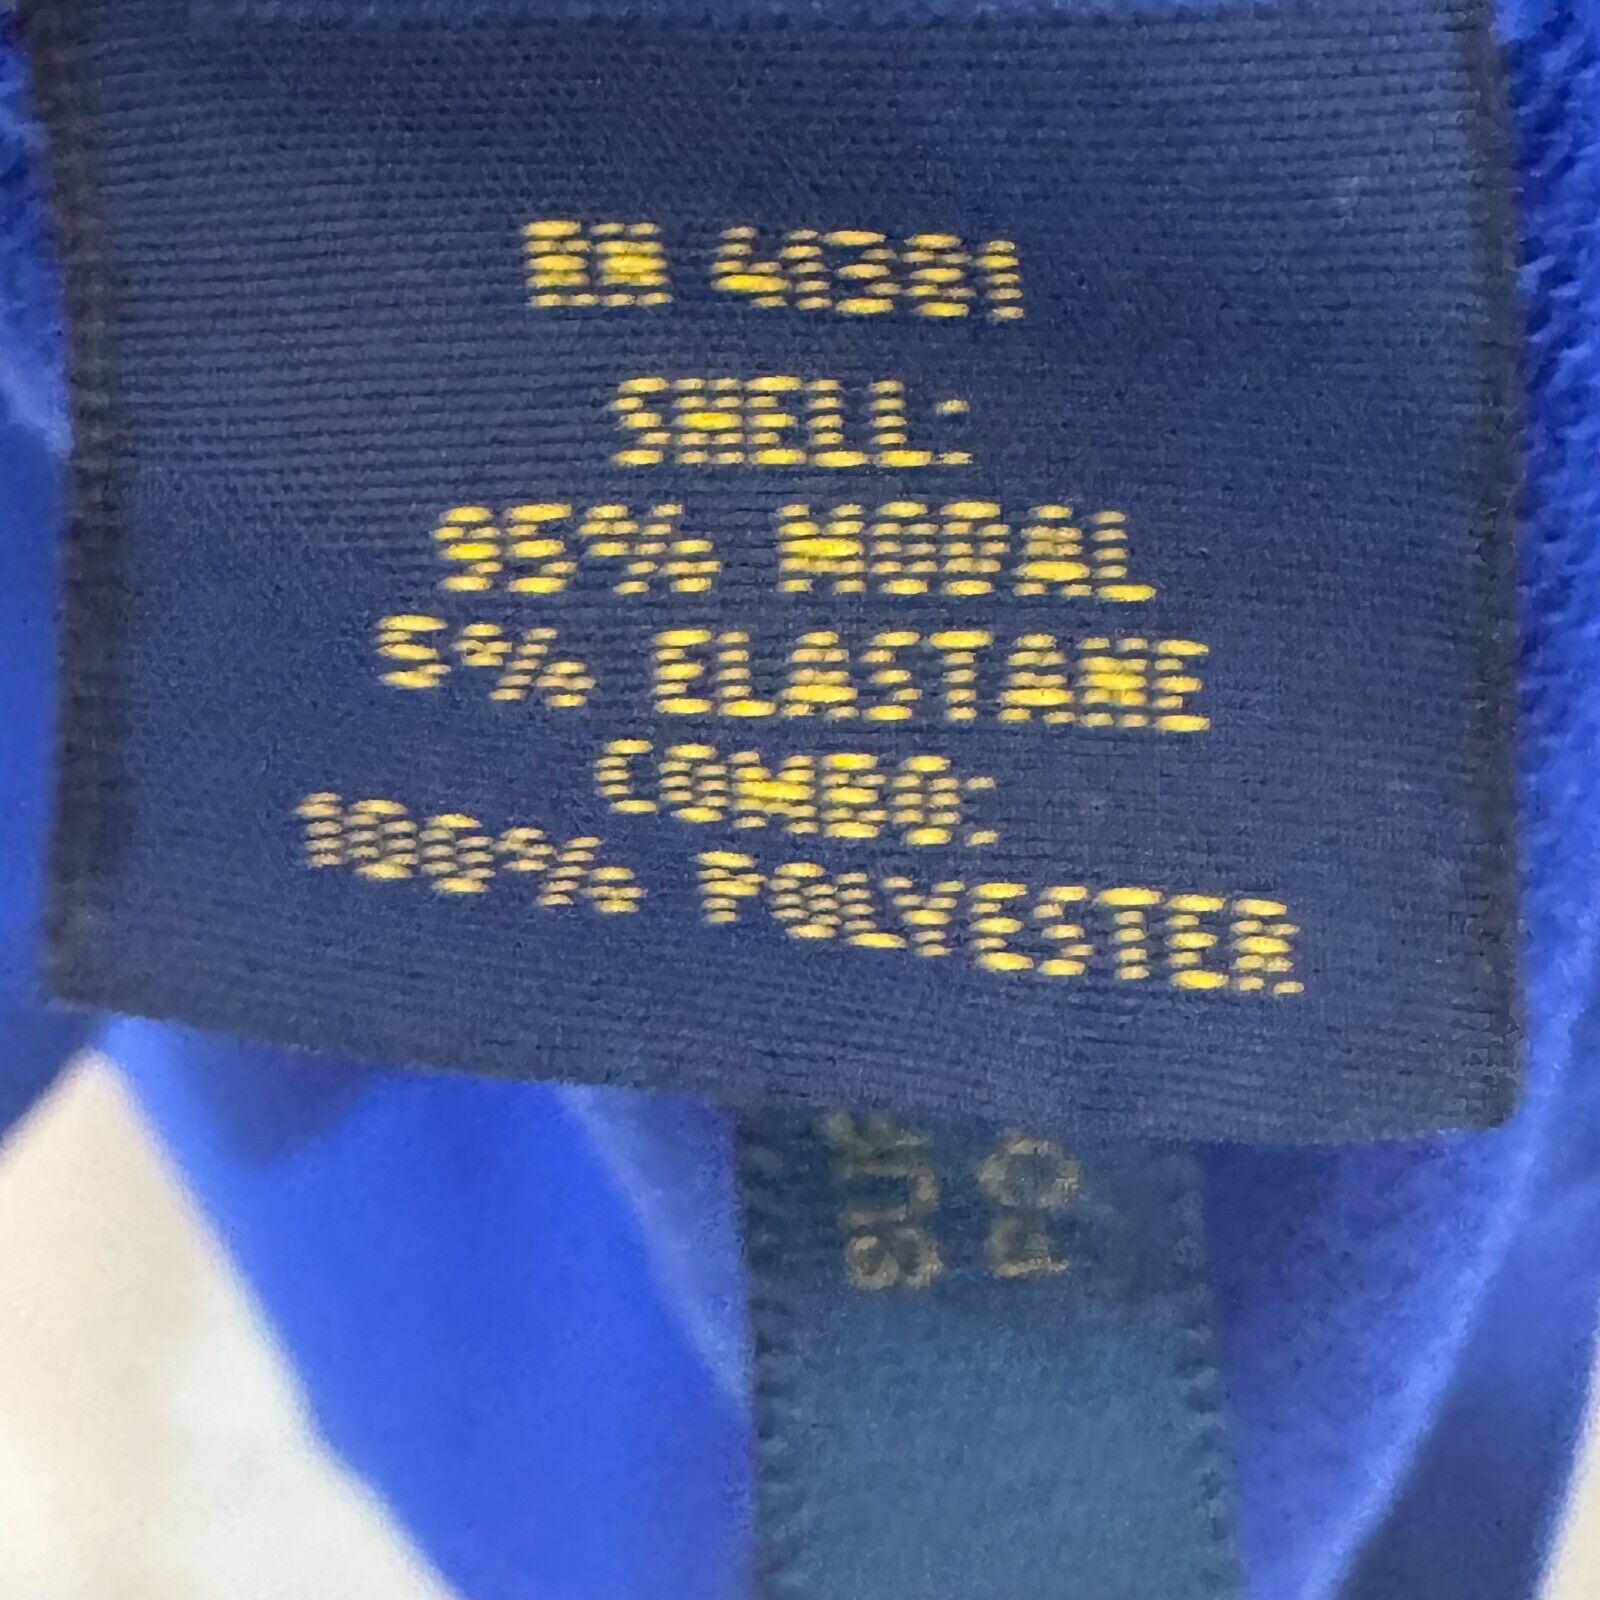 RN 41381
SHELL:
95% MODAL
5% ELASTANE
COMBO:
100% POLYESTER